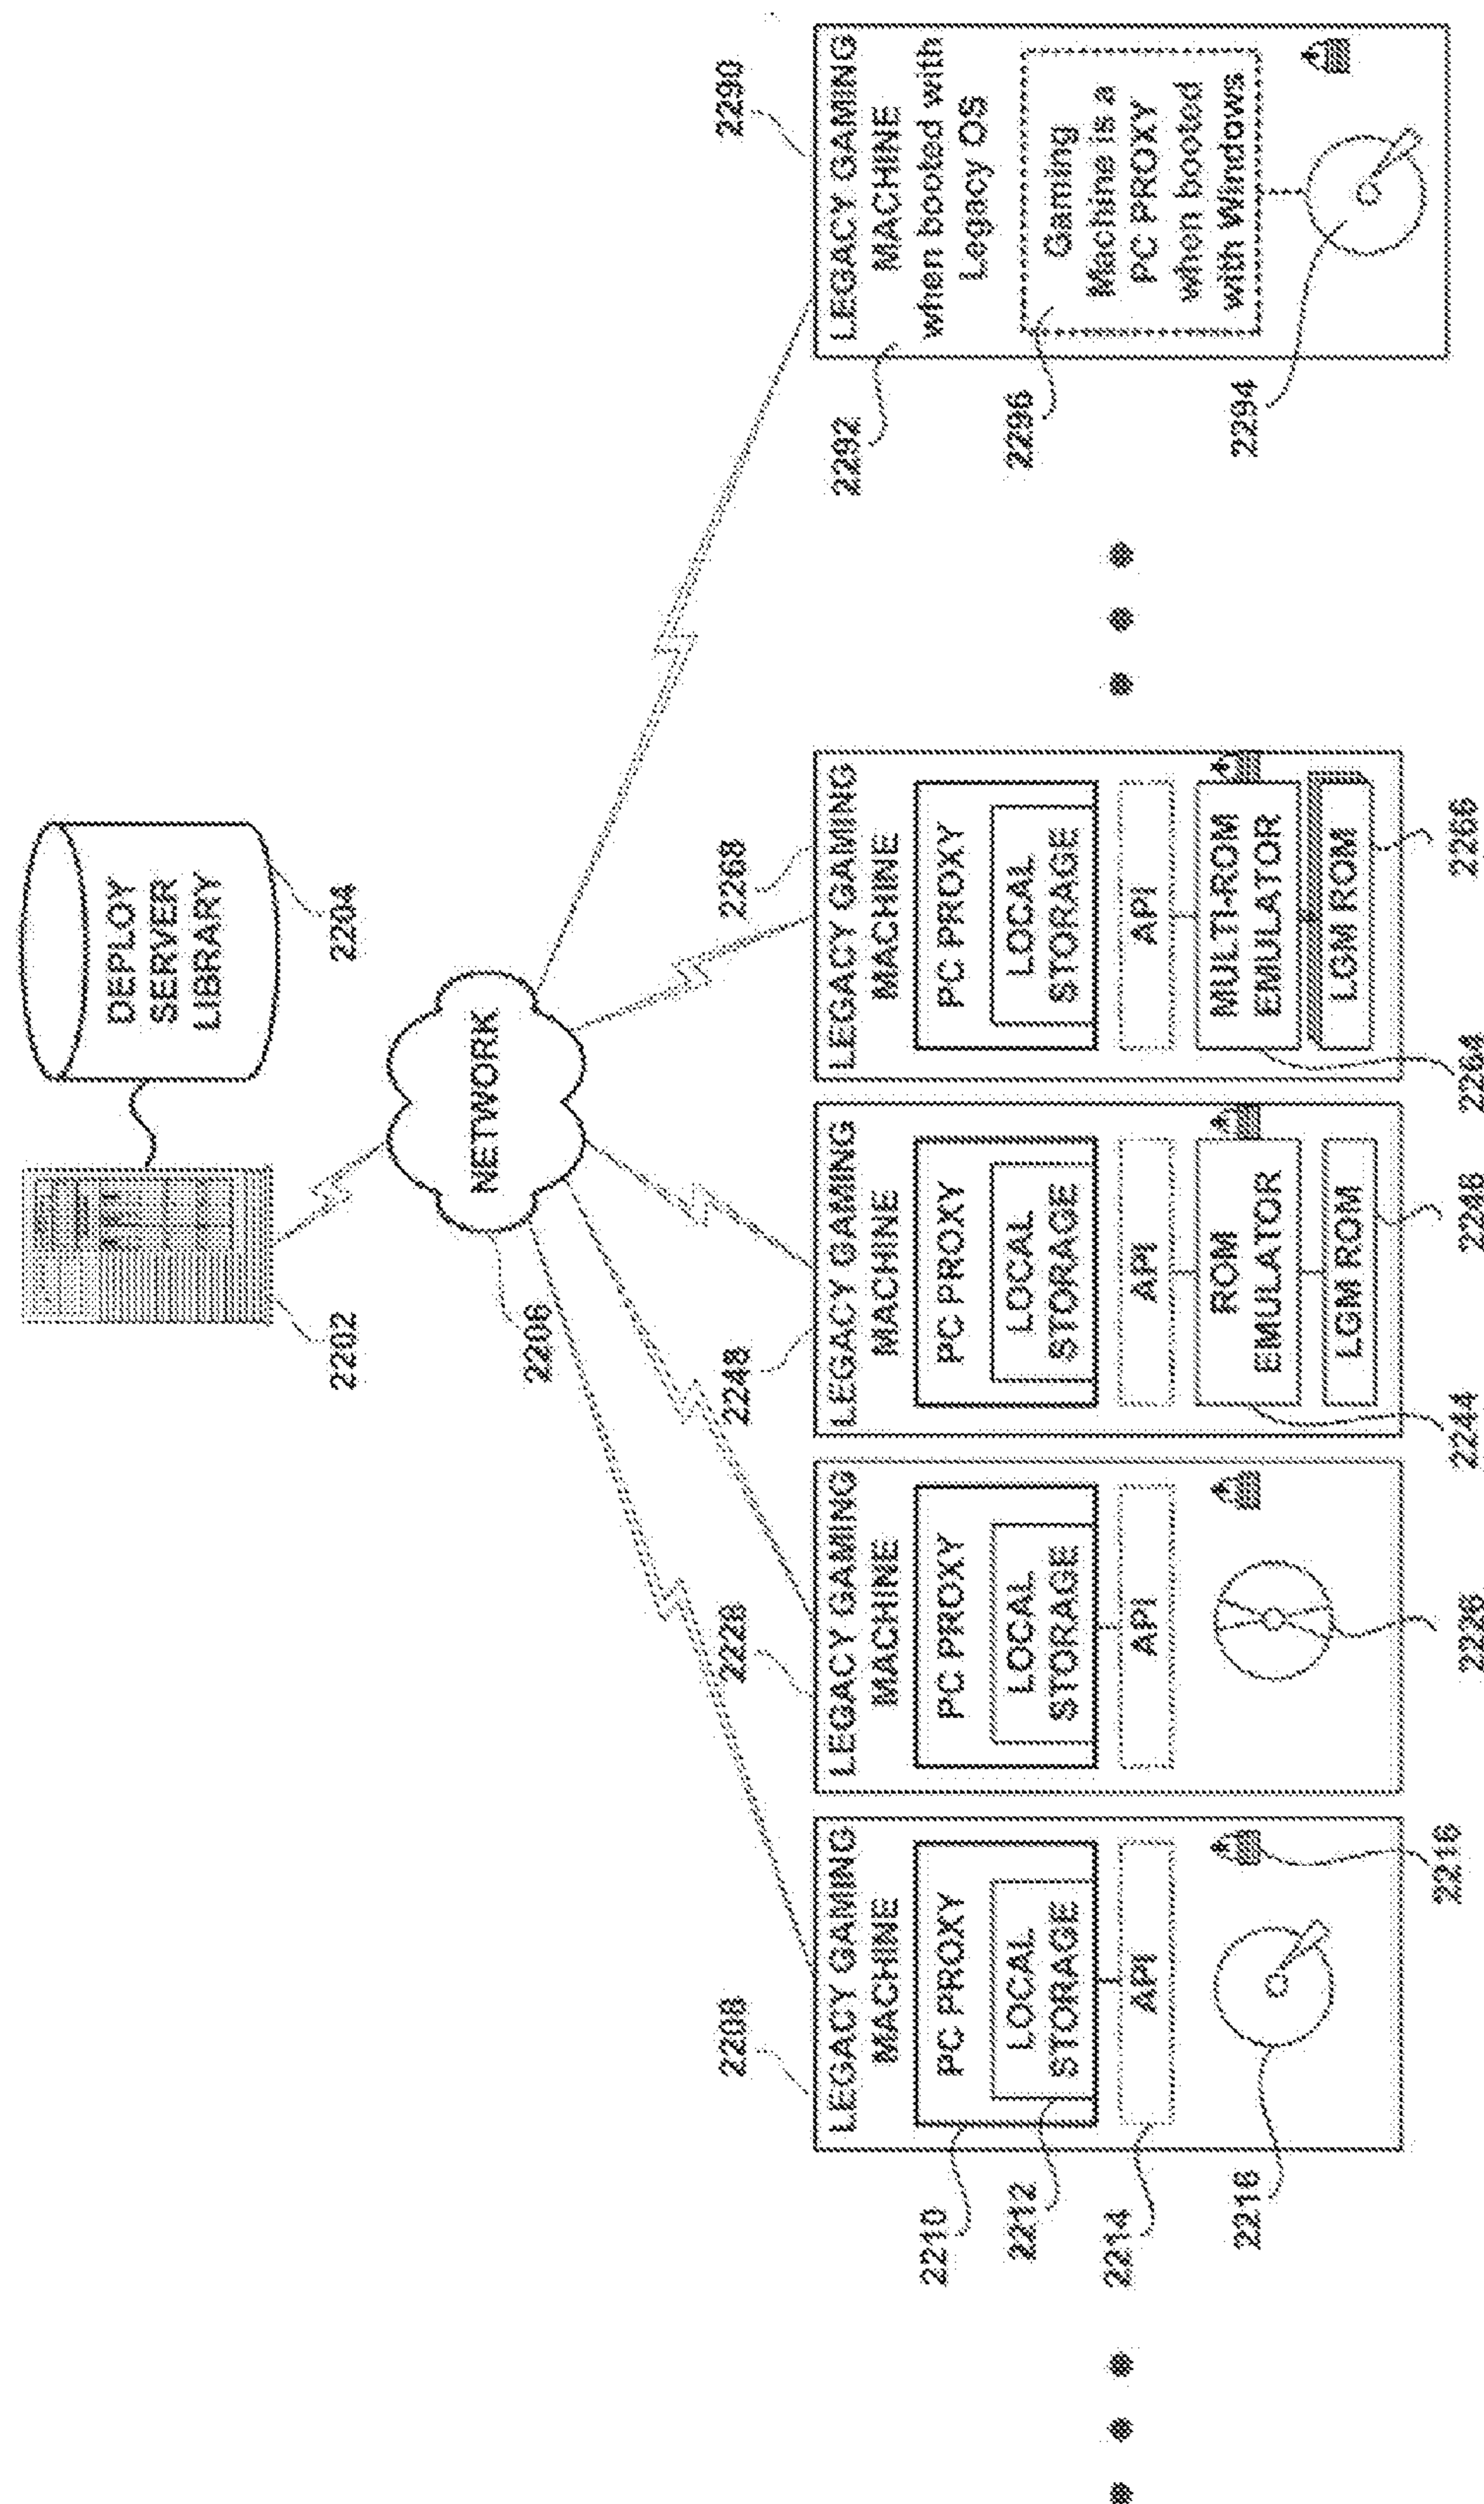 DEPLOY
SERVER
LIBRARY
2202
2204
NETWORK
2206
2208
LEGACY GAMING
MACHINE
PC PROXY
LOCAL
STORAGE
API
2210
2212
2214
2216
2218
2228
LEGACY GAMING
MACHINE
PC PROXY
LOCAL
STORAGE
API
2226
2248
LEGACY GAMING
MACHINE
PC PROXY
LOCAL
STORAGE
API
ROM
EMULATOR
LGM ROM
2244
2246
2268
LEGACY GAMING
MACHINE
PC PROXY
LOCAL
STORAGE
API
MULTI-ROM
EMULATOR
LGM ROM
2264
2266
2290
LEGACY GAMING
MACHINE
when booted with
Legacy OS
2292
Gaming
Machine is a
PC PROXY
when booted
with Windows
2296
2294